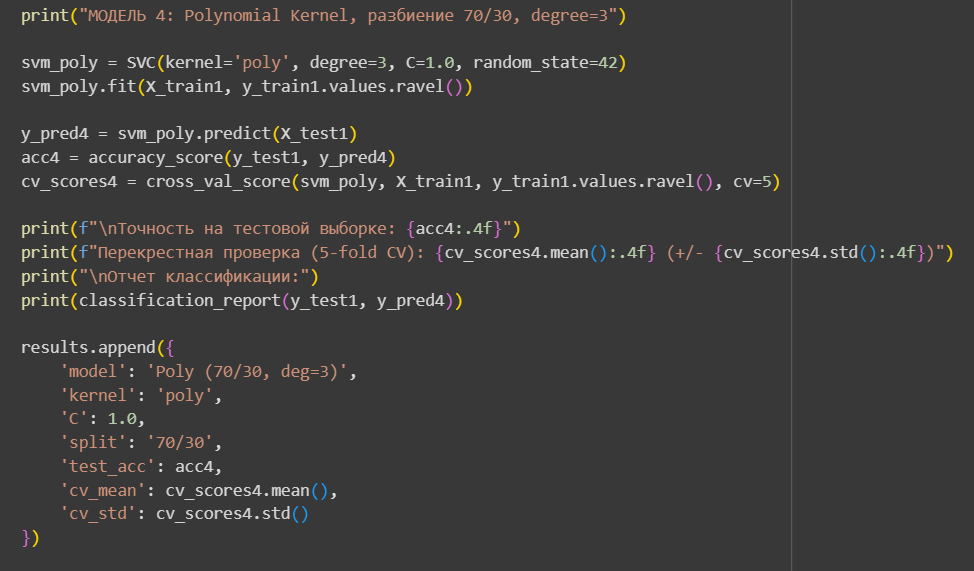 print("МОДЕЛЬ 4: Polynomial Kernel, разбиение 70/30, degree=3")
svm_poly = SVC(kernel='poly', degree=3, C=1.0, random_state=42)
svm_poly.fit(X_train1, y_train1.values.ravel())
y_pred4 = svm_poly.predict(X_test1)
acc4 = accuracy_score(y_test1, y_pred4)
cv_scores4 = cross_val_score(svm_poly, X_train1, y_train1.values.ravel(), cv=5)
print(f"\nТочность на тестовой выборке: {acc4:.4f}")
print(f"Перекрестная проверка (5-fold CV): {cv_scores4.mean():.4f} (+/- {cv_scores4.std():.4f})")
print("\nОтчет классификации:")
print(classification_report(y_test1, y_pred4))
results.append({
    'model': 'Poly (70/30, deg=3)',
    'kernel': 'poly',
    'C': 1.0,
    'split': '70/30',
    'test_acc': acc4,
    'cv_mean': cv_scores4.mean(),
    'cv_std': cv_scores4.std()
})